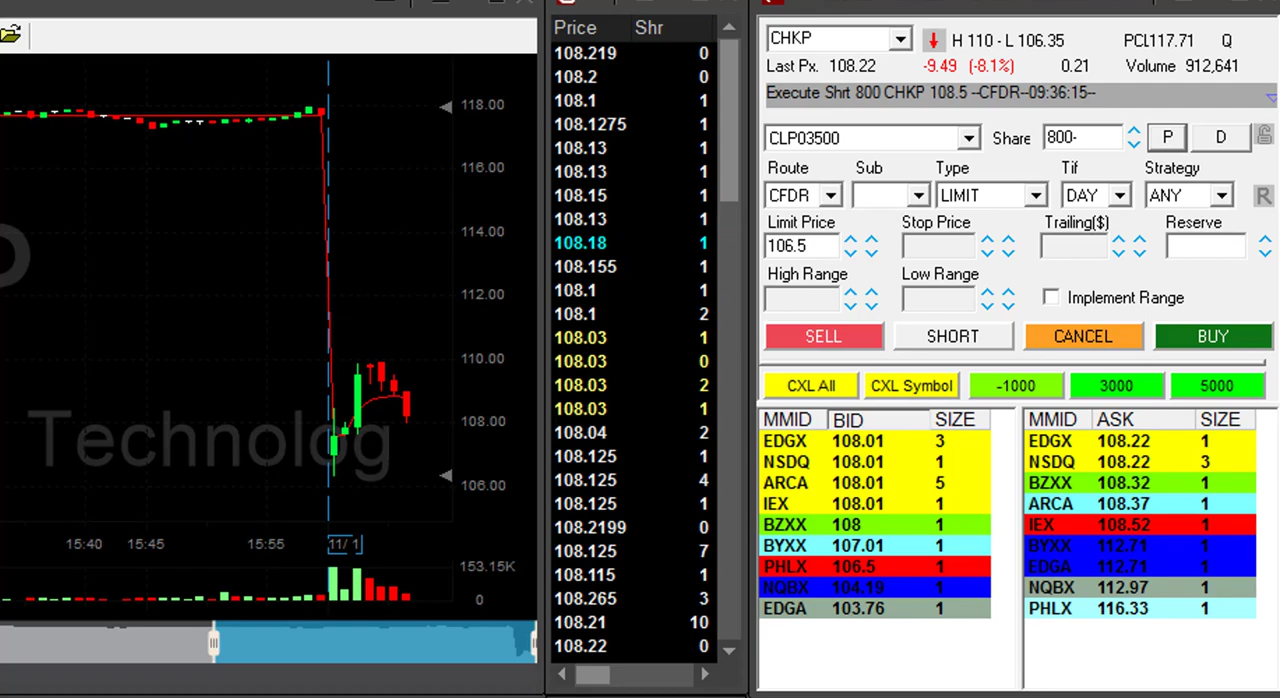 118.00
116.00
114.00
112.00
110.00
108.00
106.00
Technolog
15:40 15:45 15:55 11/ 1
153.15K
0
Price Shr
108.219 0
108.2 0
108.1 1
108.1275 1
108.13 1
108.13 1
108.15 1
108.13 1
108.18 1
108.155 1
108.1 1
108.1 2
108.03 1
108.03 0
108.03 2
108.03 1
108.04 2
108.125 1
108.125 4
108.125 1
108.2199 0
108.125 7
108.115 1
108.265 3
108.21 10
108.22 0
CHKP H 110 - L 106.35 PCL117.71 Q
Last Px. 108.22 -9.49 (-8.1%) 0.21 Volume 912,641
Execute Shrt 800 CHKP 108.5 --CFDR--09:36:15--
CLP03500 Share 800- P D
Route Sub Type Tif Strategy
CFDR LIMIT DAY ANY R
Limit Price Stop Price Trailing($) Reserve
106.5
High Range Low Range
Implement Range
SELL SHORT CANCEL BUY
CXL All CXL Symbol -1000 3000 5000
MMID BID SIZE
EDGX 108.01 3
NSDQ 108.01 1
ARCA 108.01 5
IEX 108.01 1
BZXX 108 1
BYXX 107.01 1
PHLX 106.5 1
NQBX 104.19 1
EDGA 103.76 1
MMID ASK SIZE
EDGX 108.22 1
NSDQ 108.22 3
BZXX 108.32 1
ARCA 108.37 1
IEX 108.52 1
BYXX 112.71 1
EDGA 112.71 1
NQBX 112.97 1
PHLX 116.33 1